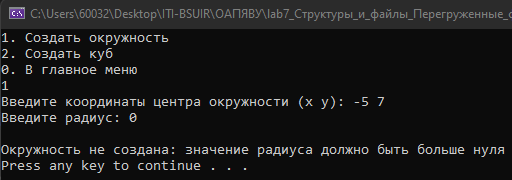 C:\Users\60032\Desktop\ITI-BSUIR\ОАПЯВУ\lab7_Структуры_и_файлы_Перегруженные_
1. Создать окружность
2. Создать куб
0. В главное меню
1
Введите координаты центра окружности (x y): -5 7
Введите радиус: 0
Окружность не создана: значение радиуса должно быть больше нуля
Press any key to continue . . .